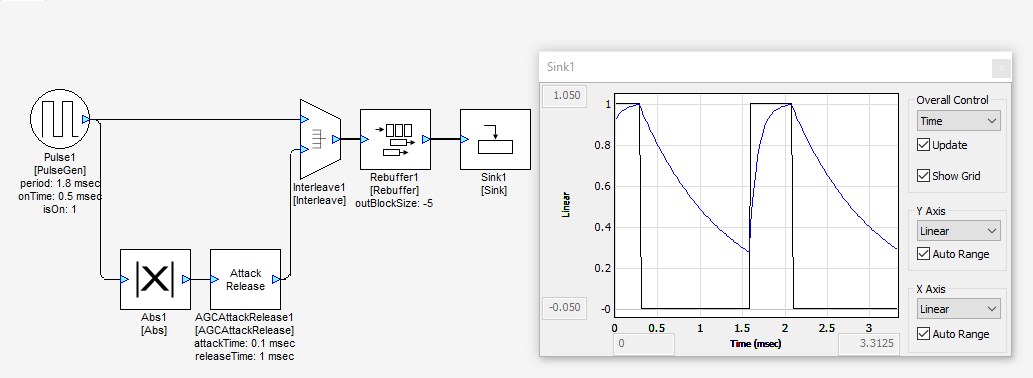 Pulse1
[PulseGen]
period: 1.8 msec
onTime: 0.5 msec
isOn: 1
Interleave1
[Interleave]
Rebuffer1
[Rebuffer]
outBlockSize: -5
Sink1
[Sink]
|X|
Abs1
[Abs]
Attack
Release
AGCAttackRelease1
[AGCAttackRelease]
attackTime: 0.1 msec
releaseTime: 1 msec
Sink1
x
1.050
-0.050
Linear
1
0.8
0.6
0.4
0.2
-0
0 0.5 1 1.5 2 2.5 3
Time (msec)
0
3.3125
Overall Control
Time
Update
Show Grid
Y Axis
Linear
Auto Range
X Axis
Linear
Auto Range